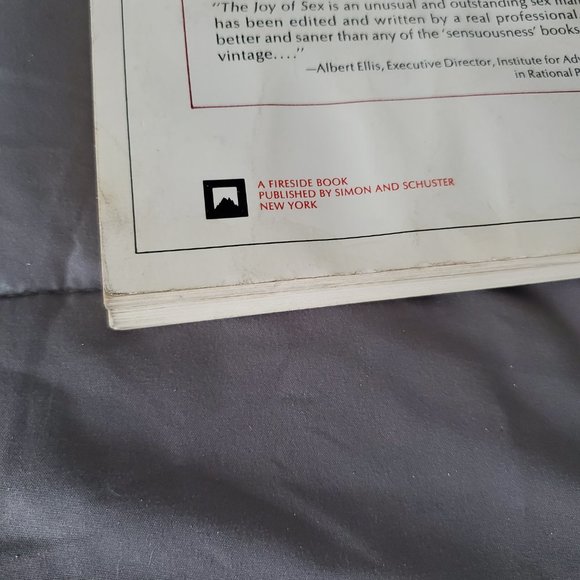 "The Joy of Sex is an unusual and outstanding sex
has been edited and written by a real professional
better and saner than any of the 'sensuousness' books
vintage...."
—Albert Ellis, Executive Director, Institute for
in Rational
A FIRESIDE BOOK
PUBLISHED BY SIMON AND SCHUSTER
NEW YORK